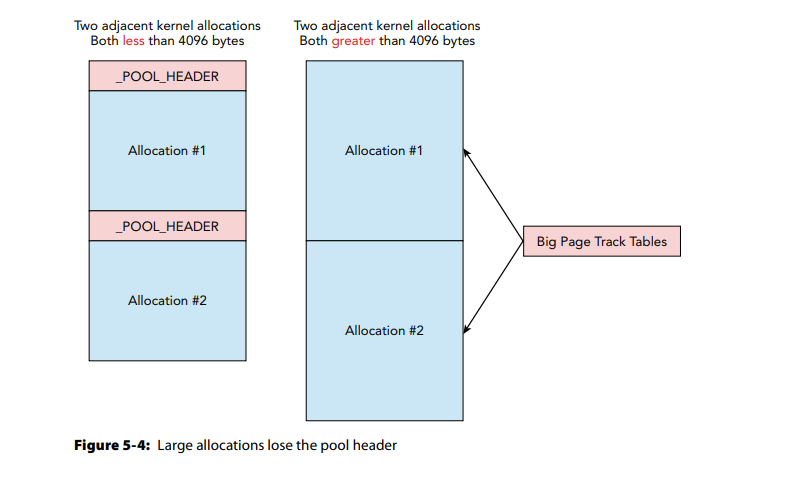 Two adjacent kernel allocations
Both less than 4096 bytes
_POOL_HEADER
Allocation #1
_POOL_HEADER
Allocation #2
Two adjacent kernel allocations
Both greater than 4096 bytes
Allocation #1
Allocation #2
Big Page Track Tables
Figure 5-4: Large allocations lose the pool header